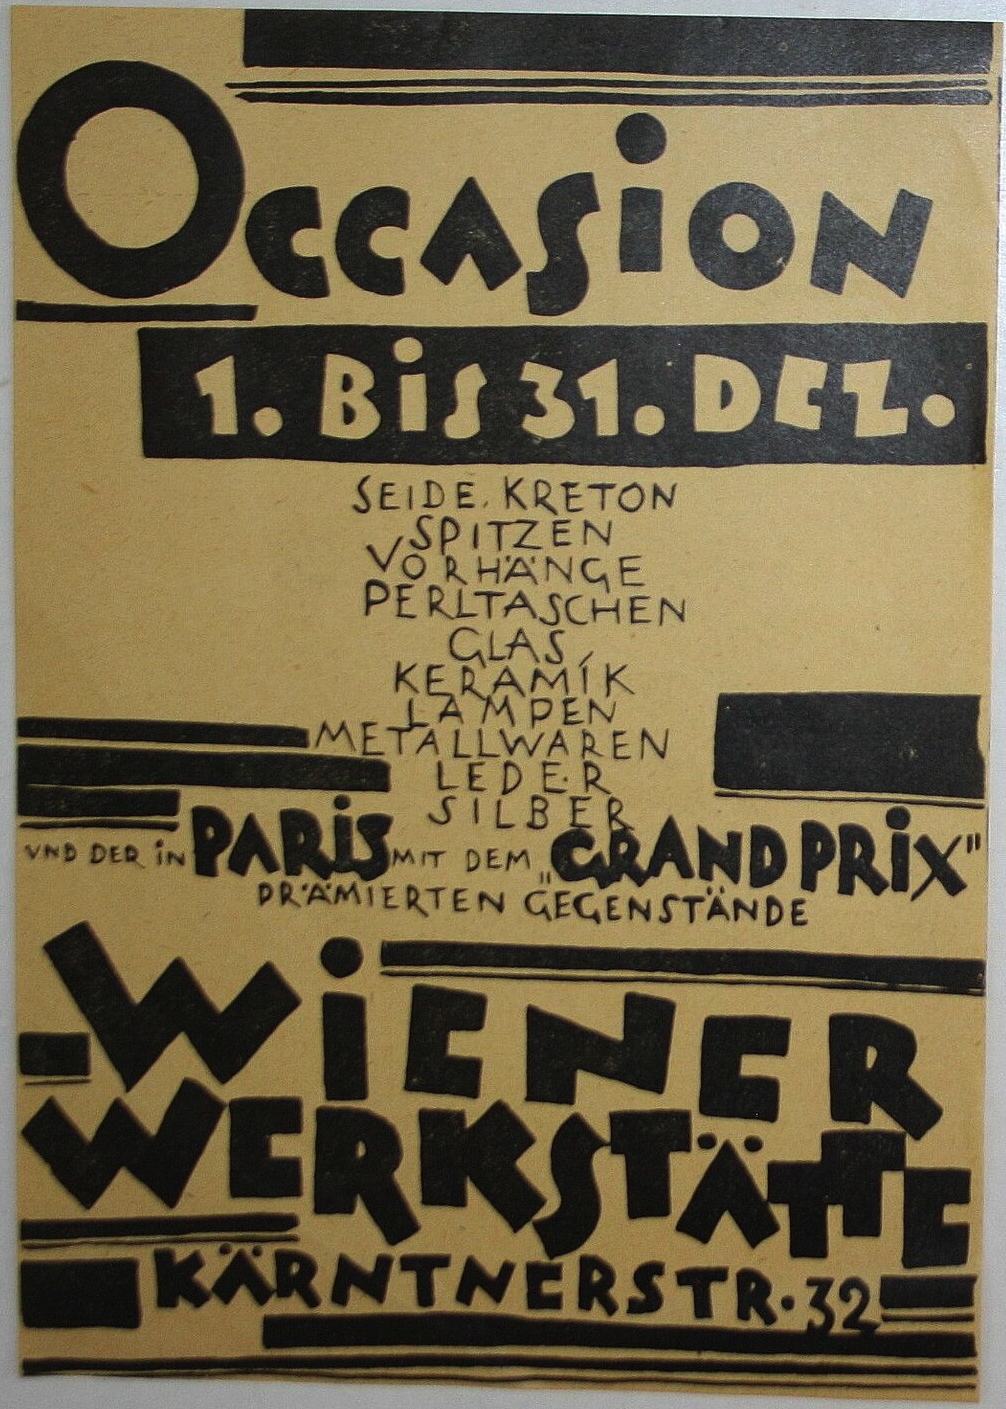 OCCASiON
1. BiS 31. DEZ.
SEIDE. KRETON
SPITZEN
VORHÄNGE
PERLTASCHEN
GLAS,
KERAMÍK
LAMPEN
METALLWAREN
LEDER
SILBER
VND DER iN PARiS MIT DEM „GRAND PRiX"
PRÄMIERTEN GEGENSTÄNDE
WiENER
WERKSTÄTTE
KÄRNTNERSTR. 32